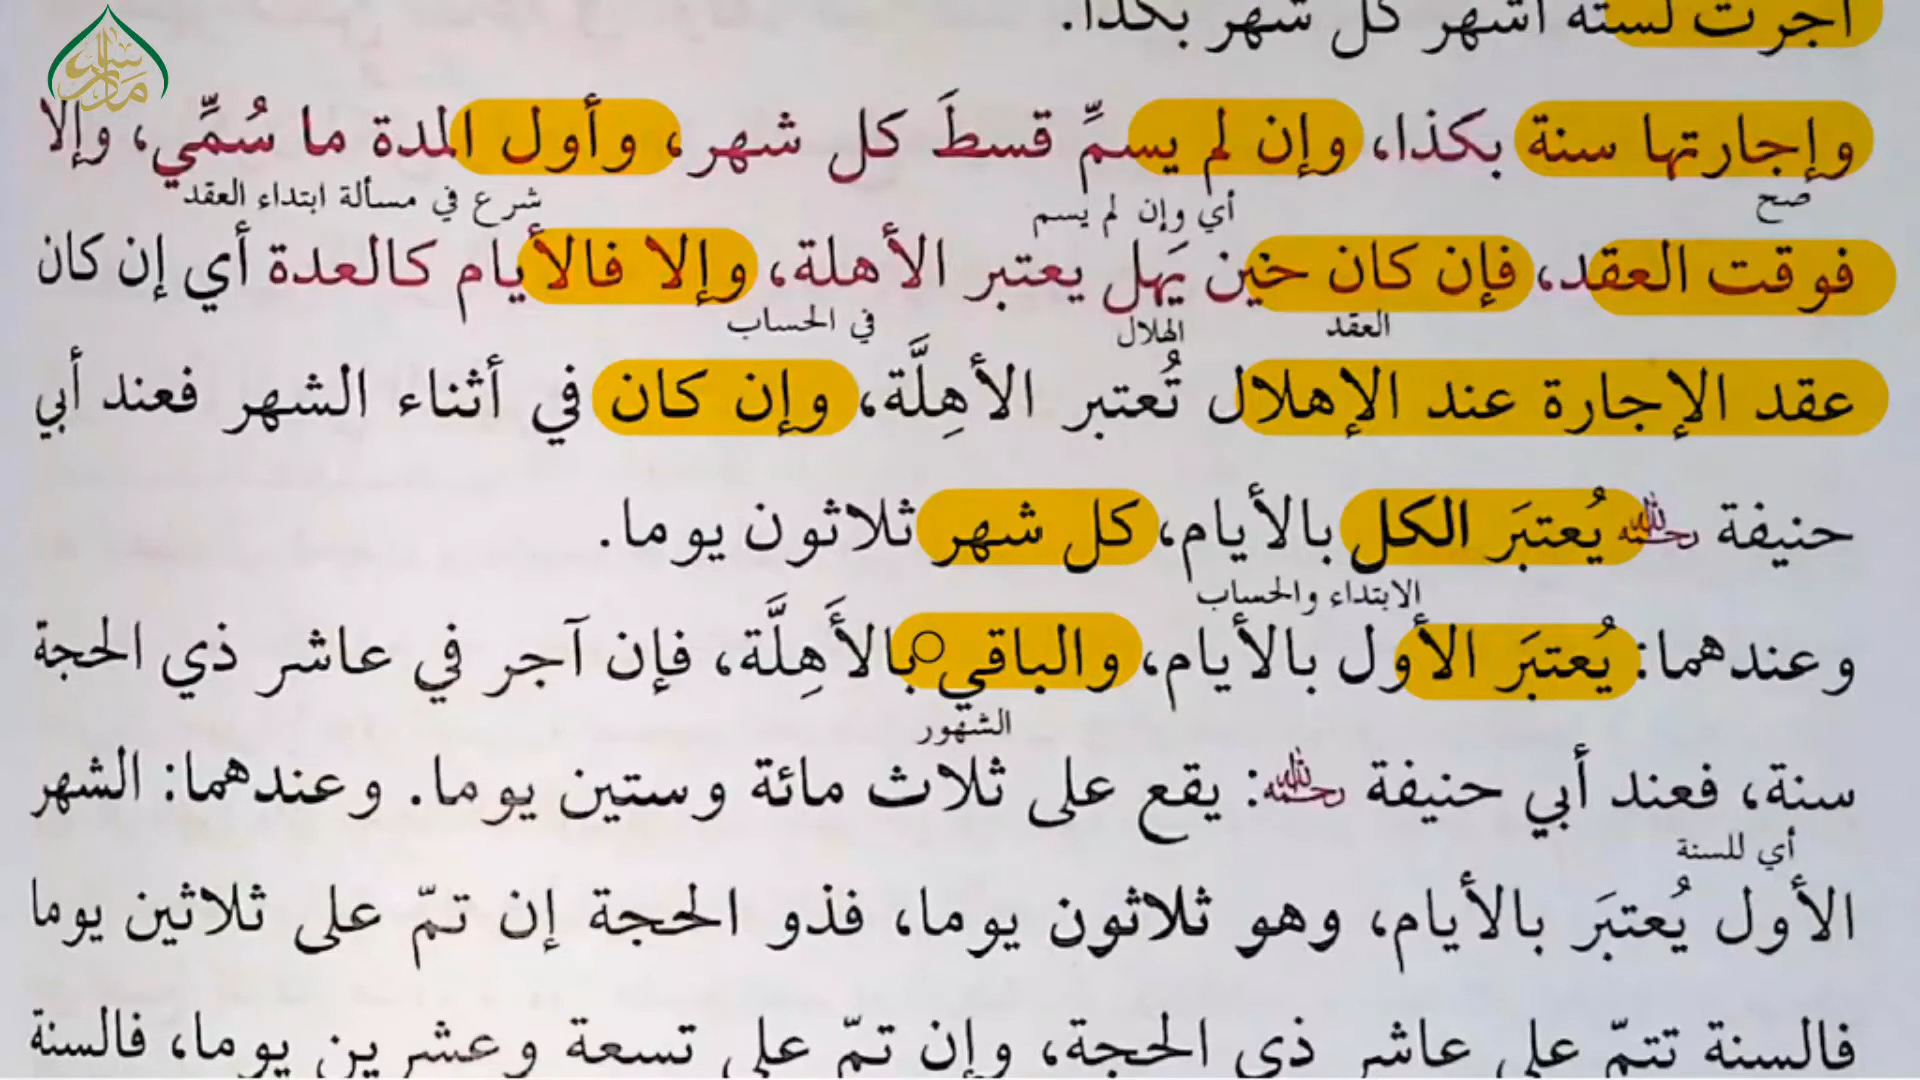 آجرت لستة أشهر كل شهر بكذا.
وإجارتها سنة بكذا، وإن لم يسمِّ قسطَ كل شهر، وأول المدة ما سُمِّي، وإلا
صح
شرع في مسألة ابتداء العقد
فوقت العقد، فإن كان حين يَهل يعتبر الأهلة، وإلا فالأيام كالعدة أي إن كان
أي وإن لم يسم
العقد
الهلال
في الحساب
عقد الإجارة عند الإهلال تُعتبر الأهِلَّة، وإن كان في أثناء الشهر فعند أبي
حنيفة رحمه الله يُعتبَر الكل بالأيام، كل شهر ثلاثون يوما.
الابتداء والحساب
وعندهما: يُعتبَر الأول بالأيام، والباقي بالأَهِلَّة، فإن آجر في عاشر ذي الحجة
الشهور
سنة، فعند أبي حنيفة رحمه الله: يقع على ثلاث مائة وستين يوما. وعندهما: الشهر
أي للسنة
الأول يُعتبَر بالأيام، وهو ثلاثون يوما، فذو الحجة إن تمّ على ثلاثين يوما
فالسنة تتمّ على عاشر ذي الحجة، وإن تمّ على تسعة وعشرين يوما، فالسنة